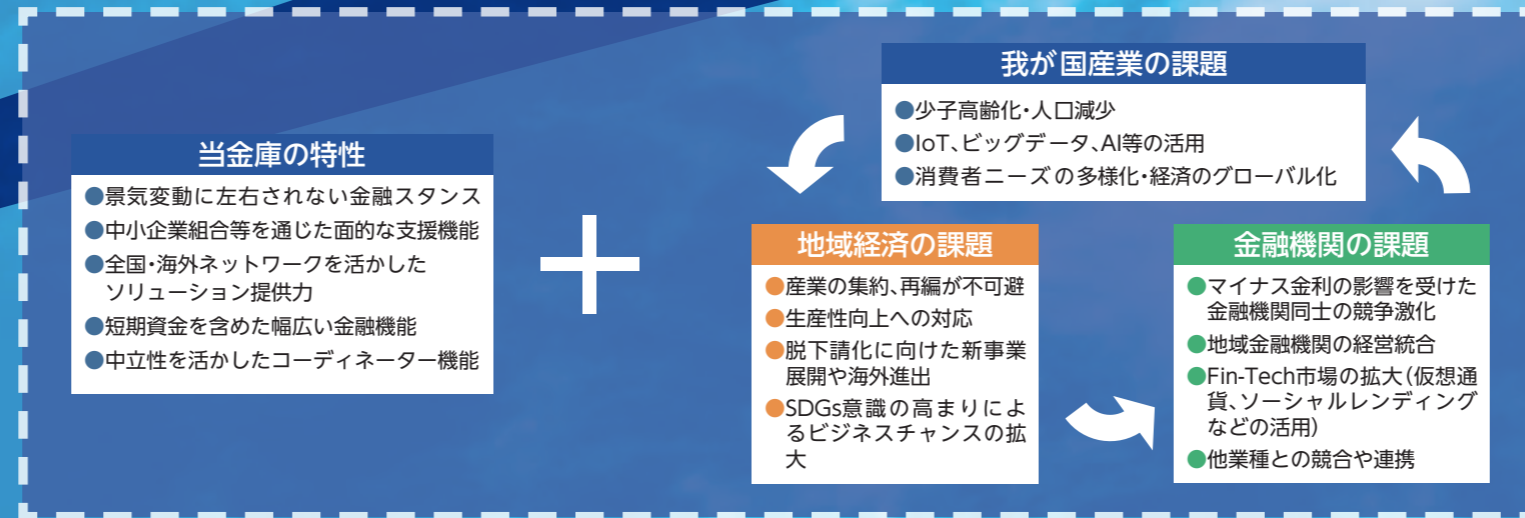 当金庫の特性
●景気変動に左右されない金融スタンス
●中小企業組合等を通じた面的な支援機能
●全国・海外ネットワークを活かした
ソリューション提供力
●短期資金を含めた幅広い金融機能
●中立性を活かしたコーディネーター機能
＋
我が国産業の課題
●少子高齢化・人口減少
●IoT、ビッグデータ、AI等の活用
●消費者ニーズの多様化・経済のグローバル化
地域経済の課題
●産業の集約、再編が不可避
●生産性向上への対応
●脱下請化に向けた新事業
展開や海外進出
●SDGs意識の高まりによ
るビジネスチャンスの拡
大
金融機関の課題
●マイナス金利の影響を受けた
金融機関同士の競争激化
●地域金融機関の経営統合
●Fin-Tech市場の拡大（仮想通
貨、ソーシャルレンディング
などの活用）
●他業種との競合や連携